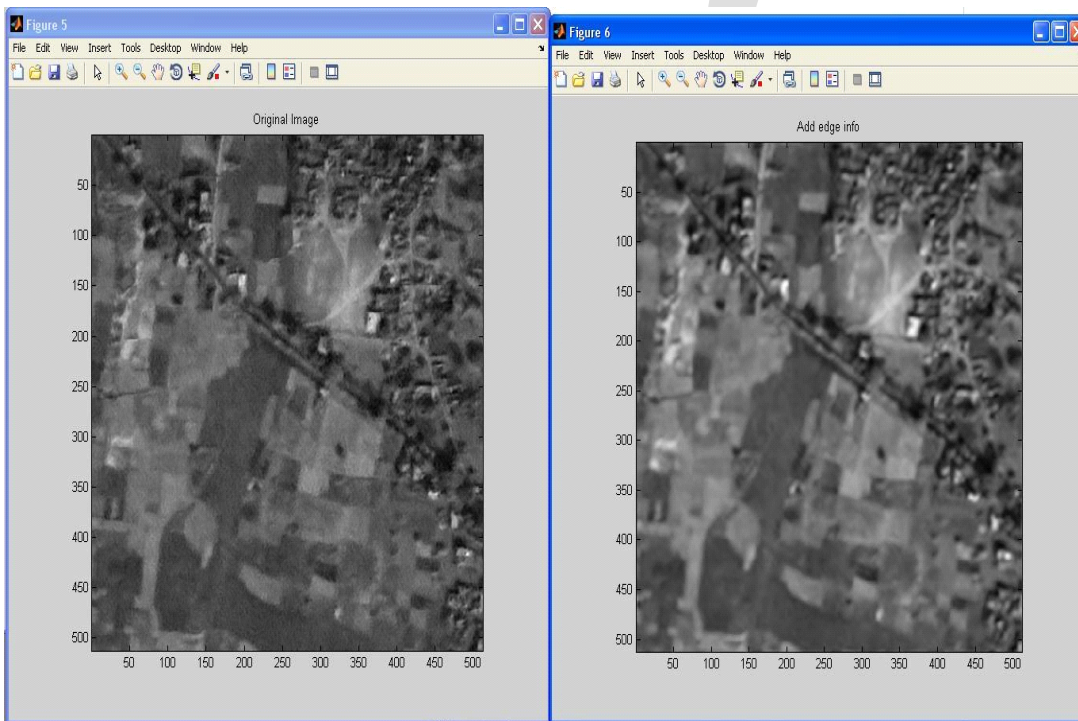 Figure 5
File Edit View Insert Tools Desktop Window Help
Original Image
50
100
150
200
250
300
350
400
450
500
50 100 150 200 250 300 350 400 450 500
Figure 6
File Edit View Insert Tools Desktop Window Help
Add edge info
50
100
150
200
250
300
350
400
450
500
50 100 150 200 250 300 350 400 450 500